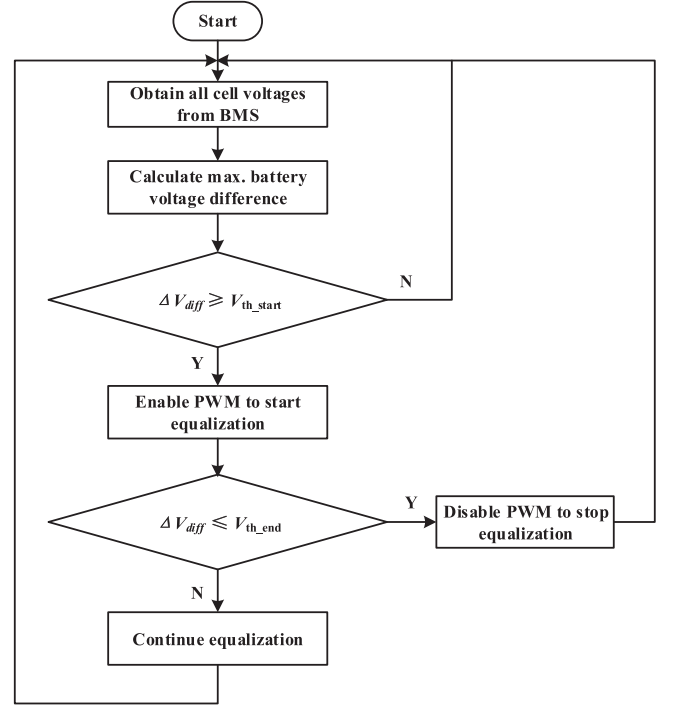 Start
Obtain all cell voltages
from BMS
Calculate max. battery
voltage difference
ΔV_diff ≥ V_th_start
N
Y
Enable PWM to start
equalization
ΔV_diff ≤ V_th_end
Y
Disable PWM to stop
equalization
N
Continue equalization